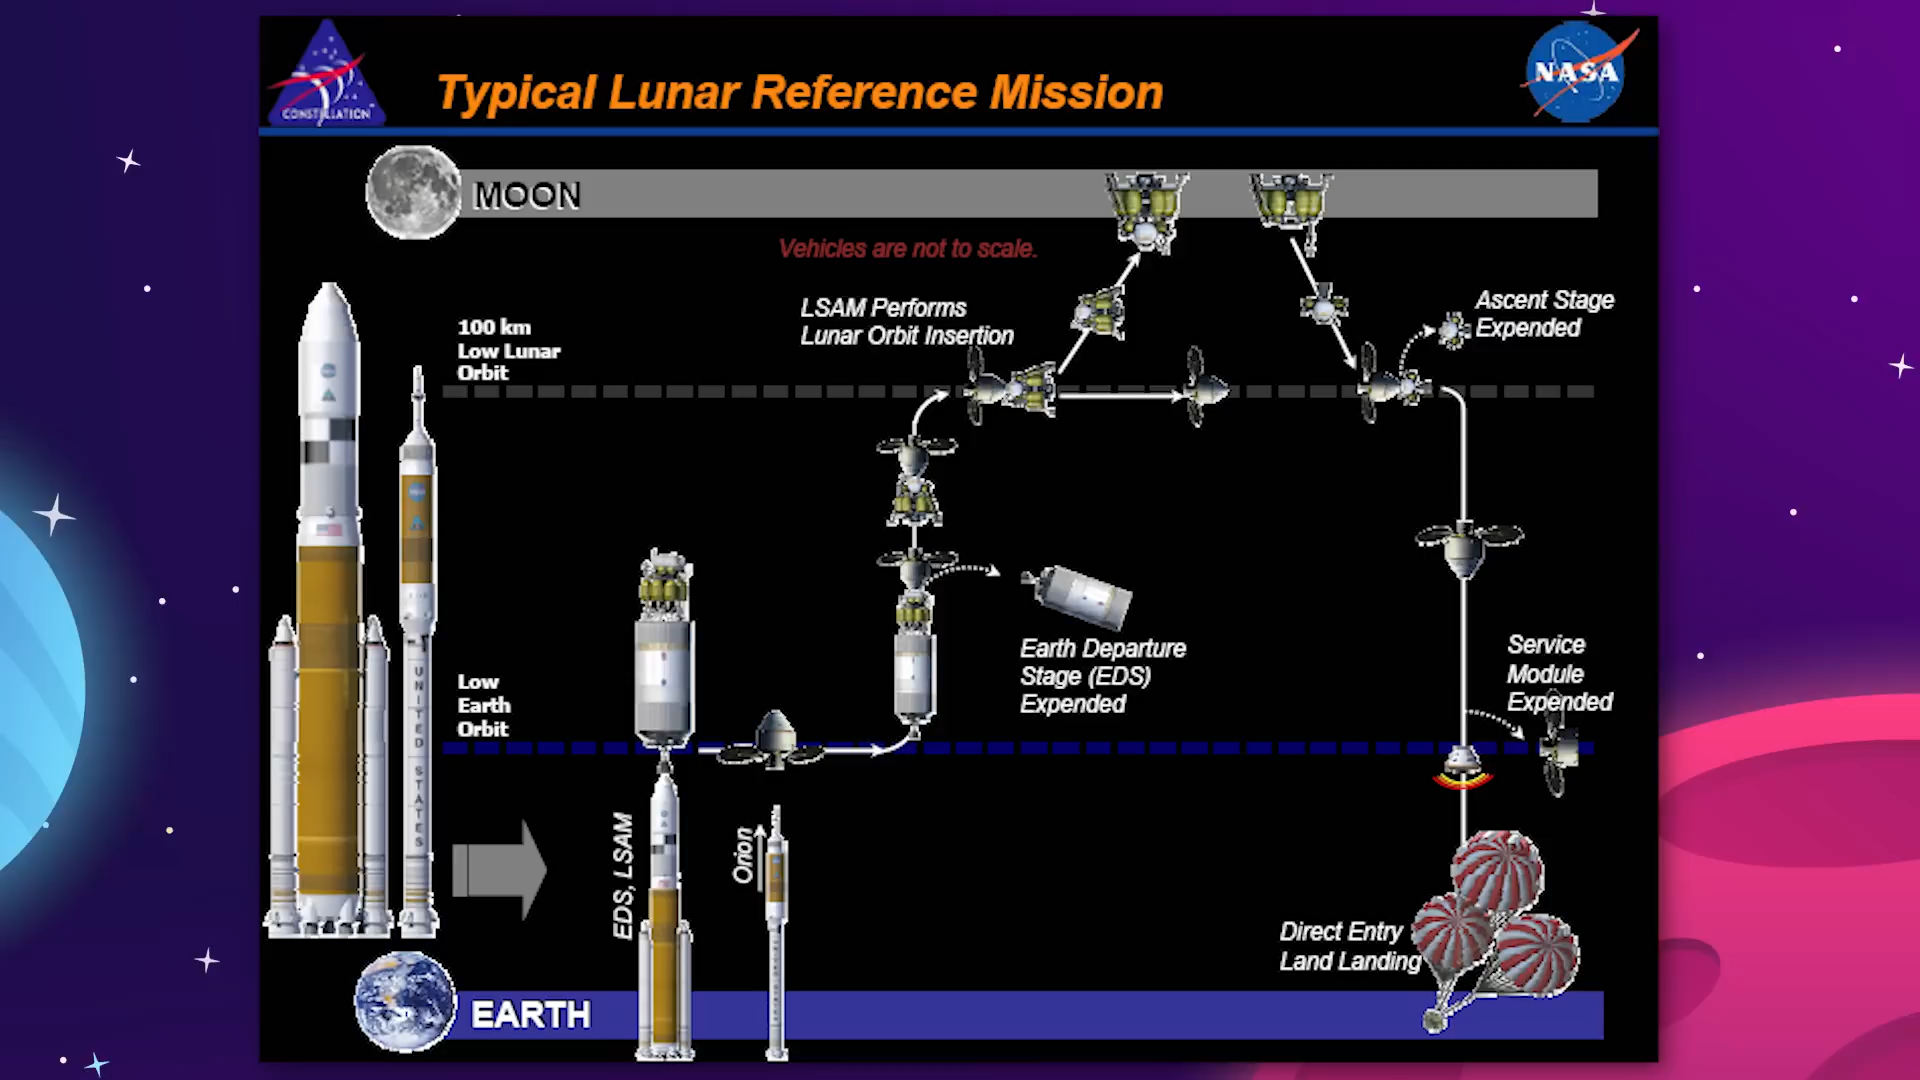 CONSTELLATION
Typical Lunar Reference Mission
NASA
MOON
Vehicles are not to scale.
LSAM Performs
Lunar Orbit Insertion
Ascent Stage
Expended
100 km
Low Lunar
Orbit
Earth Departure
Stage (EDS)
Expended
Service
Module
Expended
Low
Earth
Orbit
UNITED STATES
EDS, LSAM
Orion
Direct Entry
Land Landing
EARTH